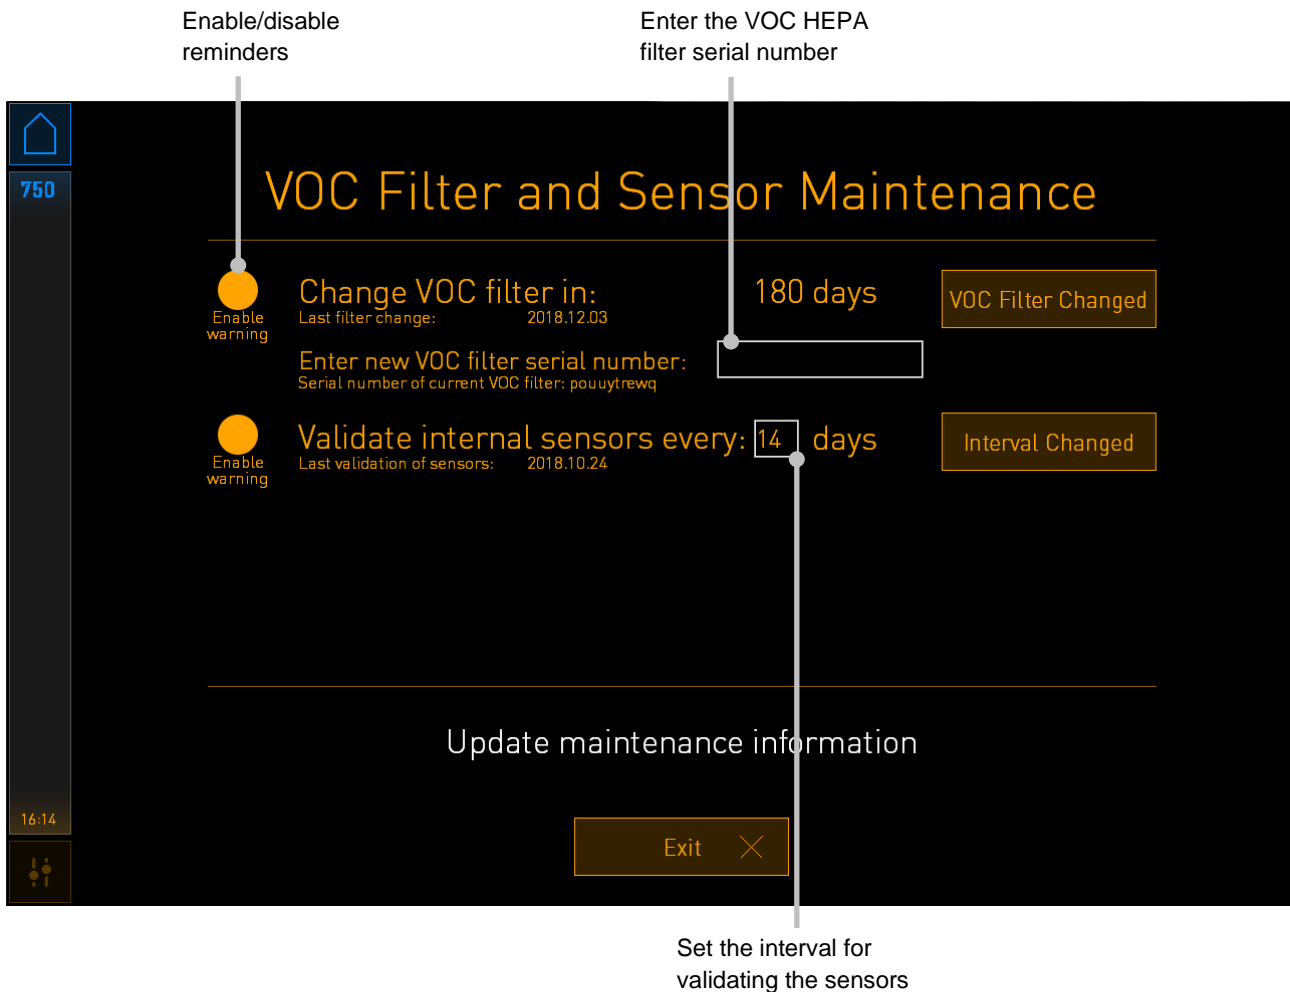 Enable/disable
reminders
Enter the VOC HEPA
filter serial number
750
VOC Filter and Sensor Maintenance
Change VOC filter in: 180 days
VOC Filter Changed
Enable
warning
Last filter change: 2018.12.03
Enter new VOC filter serial number:
Serial number of current VOC filter: pouuytrewq
Validate internal sensors every: 14 days
Interval Changed
Enable
warning
Last validation of sensors: 2018.10.24
Update maintenance information
16:14
Exit
Set the interval for
validating the sensors